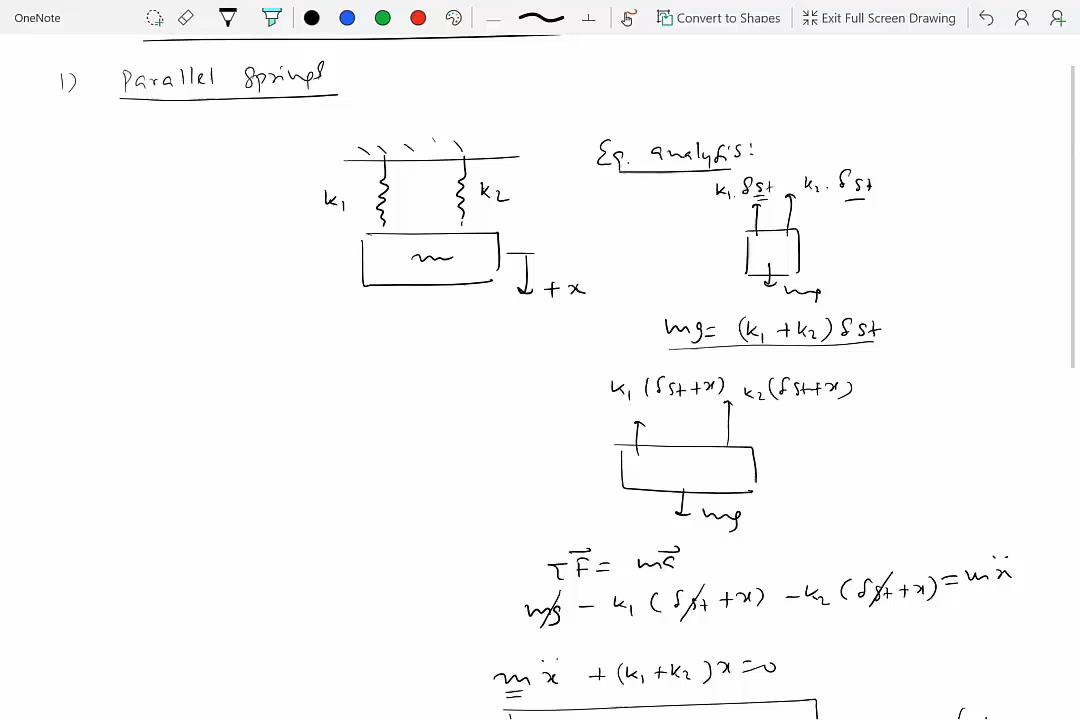 OneNote
Convert to Shapes
Exit Full Screen Drawing
1) Parallel Springs
k₁
k₂
m
+x
Eq. analysis:
k₁.δst k₂.δst
mg
mg= (k₁+k₂)δst
k₁(δst+x) k₂(δst+x)
mg
ΣF⃗= ma⃗
mg - k₁(δst+x) -k₂(δst+x)=mẍ
mẍ +(k₁+k₂)x=0